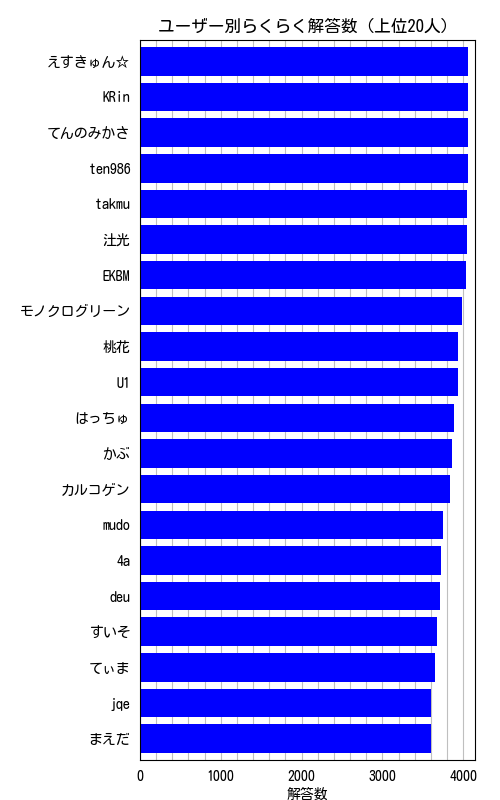 ユーザー別らくらく解答数（上位20人）
えすきゅん☆
KRin
てんのみかさ
ten986
takmu
汢光
EKBM
モノクログリーン
桃花
U1
はっちゅ
かぶ
カルコゲン
mudo
4a
deu
すいそ
てぃま
jqe
まえだ
0 1000 2000 3000 4000
解答数